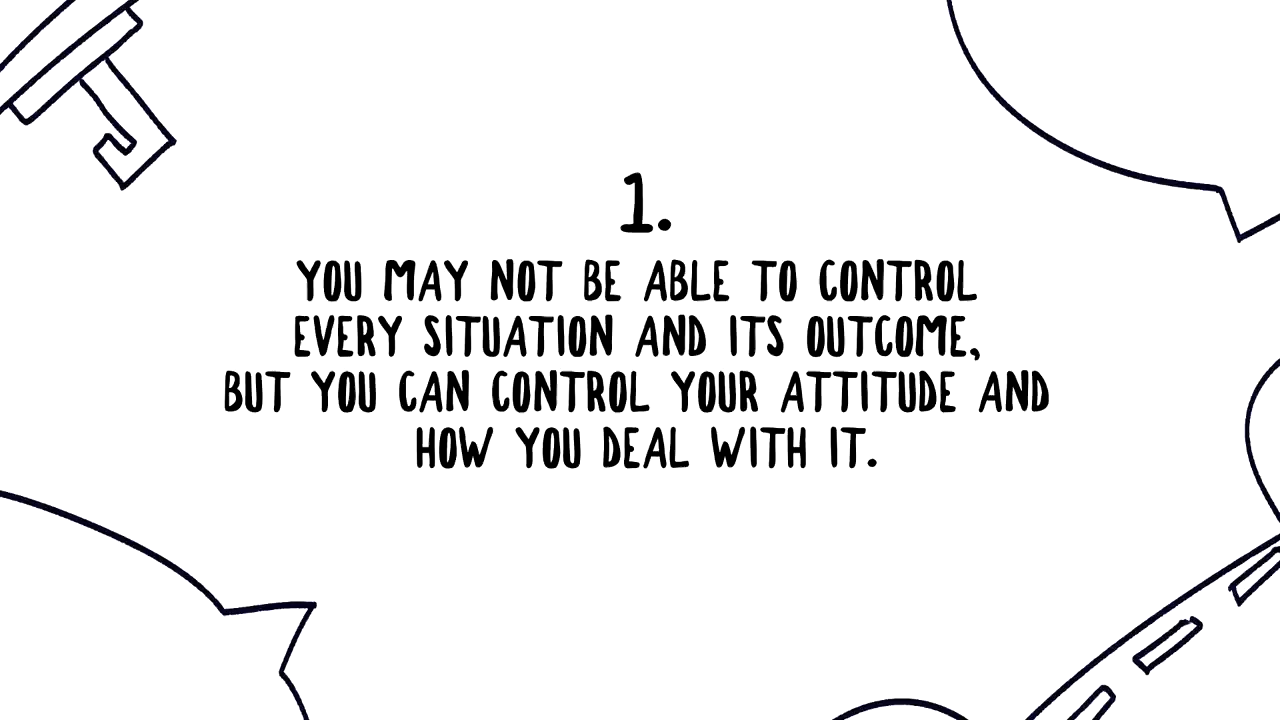 1.
YOU MAY NOT BE ABLE TO CONTROL
EVERY SITUATION AND ITS OUTCOME,
BUT YOU CAN CONTROL YOUR ATTITUDE AND
HOW YOU DEAL WITH IT.